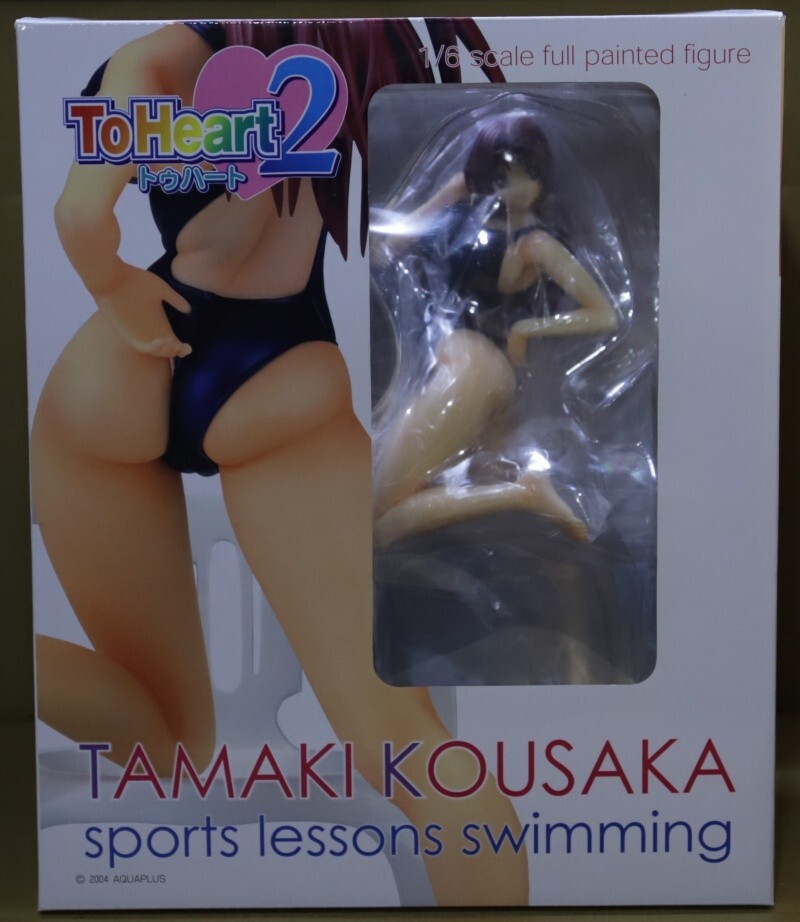 1/6 scale full painted figure
ToHeart2
トゥハート
TAMAKI KOUSAKA
sports lessons swimming
© 2004 AQUAPLUS